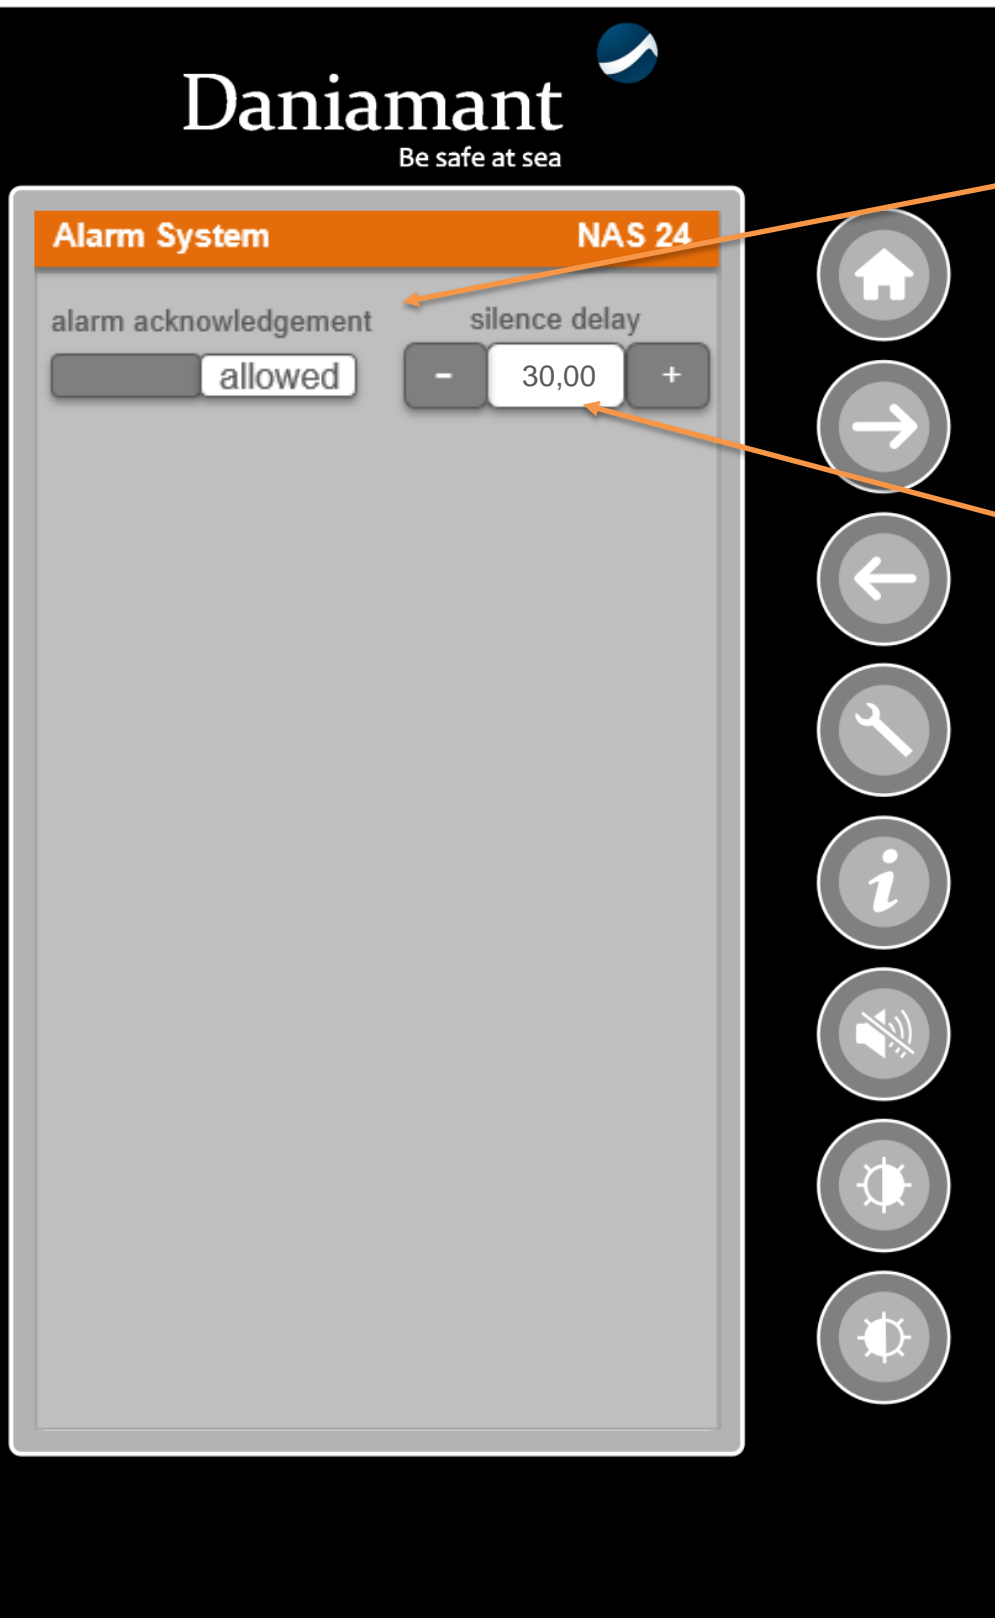 Daniamant
Be safe at sea
Alarm System NAS 24
alarm acknowledgement silence delay
allowed - 30,00 +
i